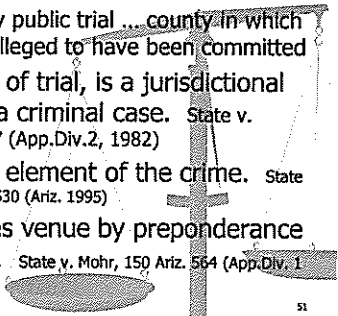 y public trial ... county in which
lleged to have been committed
of trial, is a jurisdictional
a criminal case. State v.
(App.Div.2, 1982)
element of the crime. State
530 (Ariz. 1995)
es venue by preponderance
State v. Mohr, 150 Ariz. 564 (App.Div. 1
51